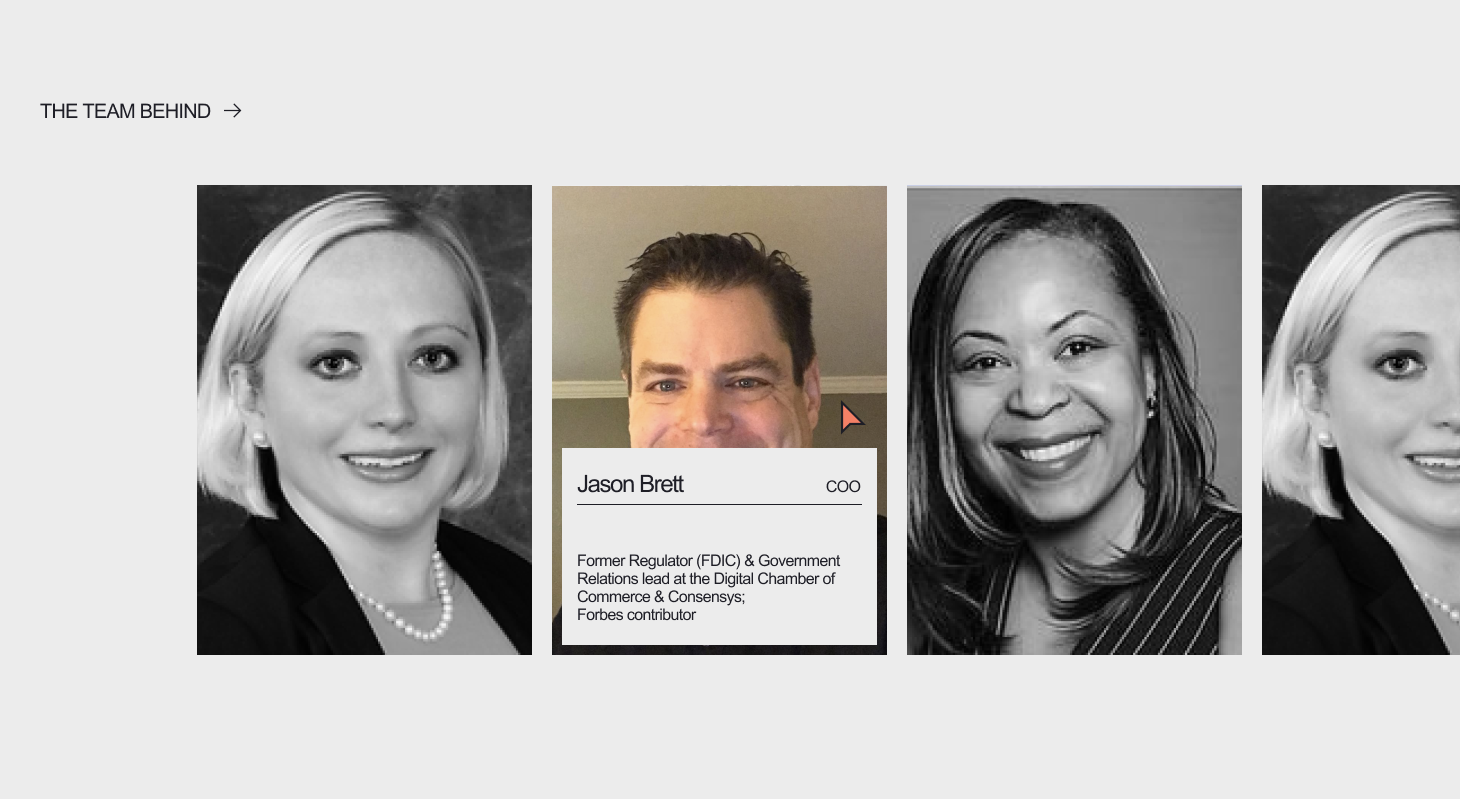 THE TEAM BEHIND →
Jason Brett
COO
Former Regulator (FDIC) & Government
Relations lead at the Digital Chamber of
Commerce & Consensys;
Forbes contributor